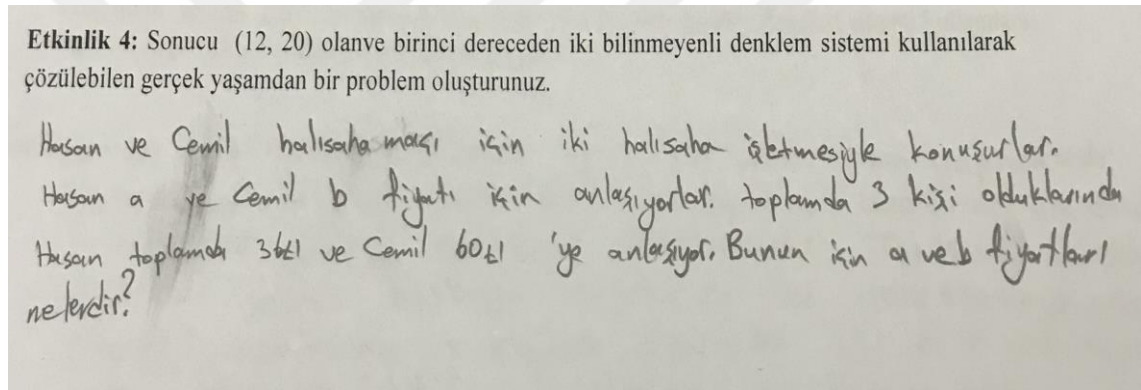 Etkinlik 4: Sonucu (12, 20) olanve birinci dereceden iki bilinmeyenli denklem sistemi kullanılarak
çözülebilen gerçek yaşamdan bir problem oluşturunuz.
Hasan ve Cemil halısaha maçı için iki halısaha işletmesiyle konuşurlar.
Hasan a ve Cemil b fiyatı için anlaşıyorlar. toplamda 3 kişi olduklarında
Hasan toplamda 36tl ve Cemil 60tl 'ye anlaşıyor. Bunun için a ve b fiyatları
nelerdir?